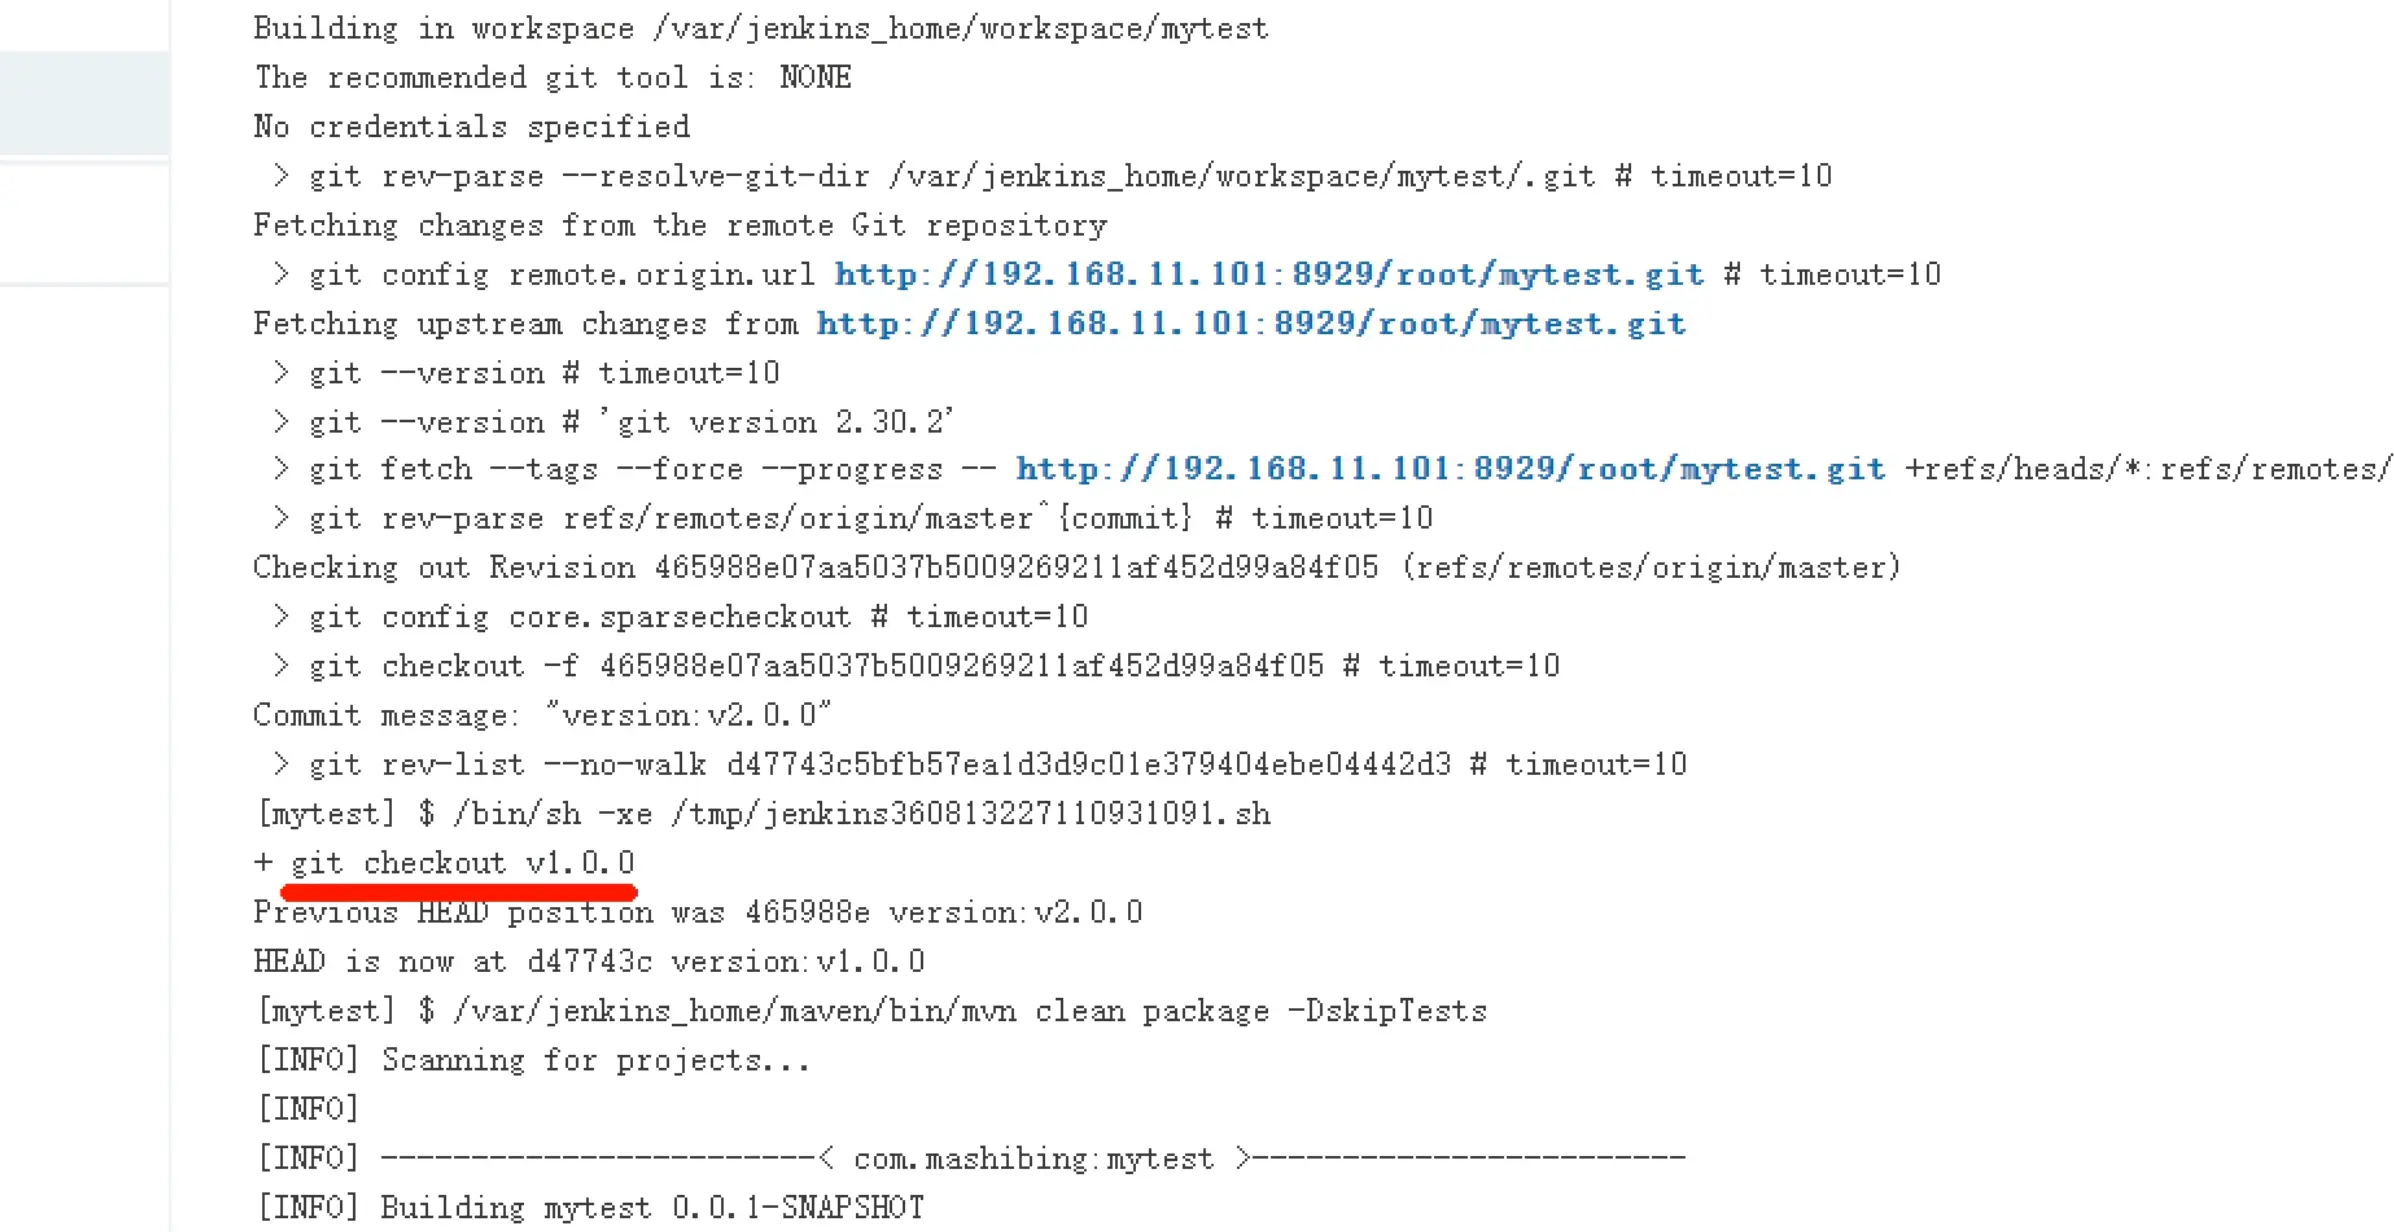 Building in workspace /var/jenkins_home/workspace/mytest
The recommended git tool is: NONE
No credentials specified
 > git rev-parse --resolve-git-dir /var/jenkins_home/workspace/mytest/.git # timeout=10
Fetching changes from the remote Git repository
 > git config remote.origin.url http://192.168.11.101:8929/root/mytest.git # timeout=10
Fetching upstream changes from http://192.168.11.101:8929/root/mytest.git
 > git --version # timeout=10
 > git --version # 'git version 2.30.2'
 > git fetch --tags --force --progress -- http://192.168.11.101:8929/root/mytest.git +refs/heads/*:refs/remotes/
 > git rev-parse refs/remotes/origin/master^{commit} # timeout=10
Checking out Revision 465988e07aa5037b5009269211af452d99a84f05 (refs/remotes/origin/master)
 > git config core.sparsecheckout # timeout=10
 > git checkout -f 465988e07aa5037b5009269211af452d99a84f05 # timeout=10
Commit message: "version:v2.0.0"
 > git rev-list --no-walk d47743c5bfb57ea1d3d9c01e379404ebe04442d3 # timeout=10
[mytest] $ /bin/sh -xe /tmp/jenkins360813227110931091.sh
+ git checkout v1.0.0
Previous HEAD position was 465988e version:v2.0.0
HEAD is now at d47743c version:v1.0.0
[mytest] $ /var/jenkins_home/maven/bin/mvn clean package -DskipTests
[INFO] Scanning for projects...
[INFO]
[INFO] ------------------------< com.mashibing:mytest >------------------------
[INFO] Building mytest 0.0.1-SNAPSHOT